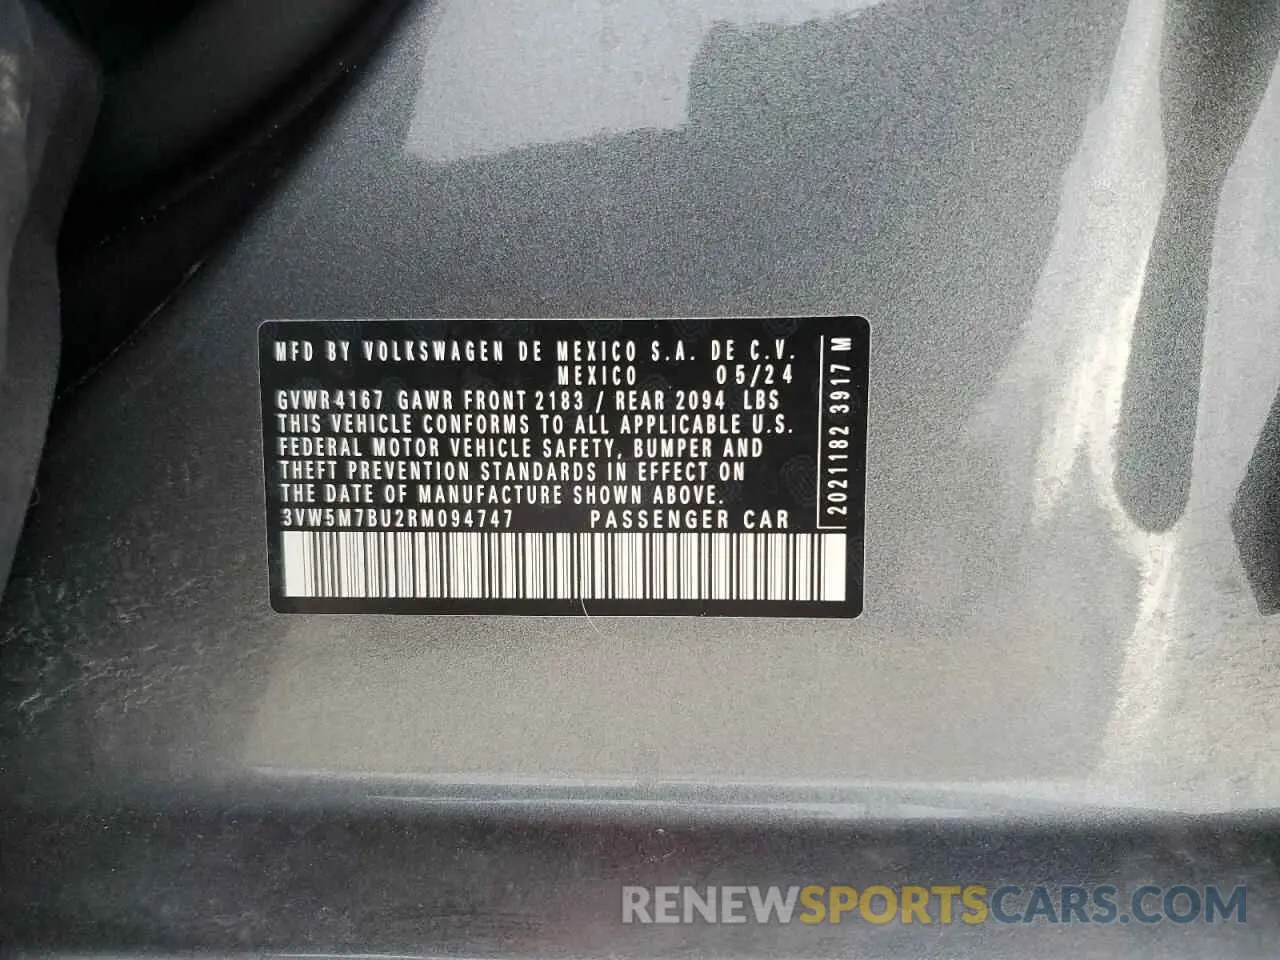 MFD BY VOLKSWAGEN DE MEXICO S.A. DE C.V.
MEXICO 05/24
GVWR 4167 GAWR FRONT 2183 / REAR 2094 LBS
THIS VEHICLE CONFORMS TO ALL APPLICABLE U.S.
FEDERAL MOTOR VEHICLE SAFETY, BUMPER AND
THEFT PREVENTION STANDARDS IN EFFECT ON
THE DATE OF MANUFACTURE SHOWN ABOVE.
3VW5M7BU2RM094747 PASSENGER CAR
2021182 3917 M
RENEWSPORTSCARS.COM